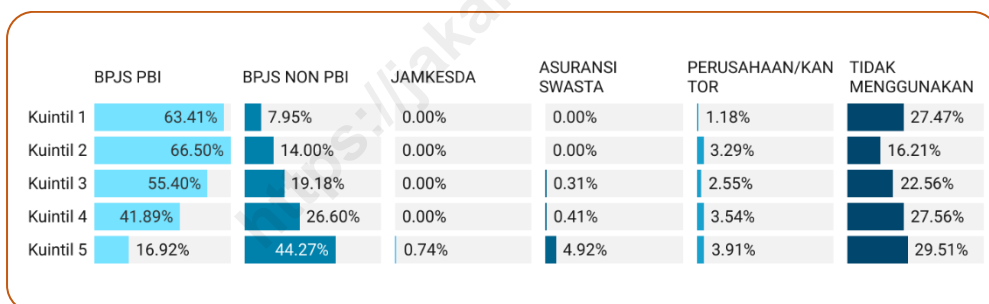 BPJS PBI BPJS NON PBI JAMKESDA ASURANSI SWASTA PERUSAHAAN/KAN TOR TIDAK MENGGUNAKAN
Kuintil 1 63.41% 7.95% 0.00% 0.00% 1.18% 27.47%
Kuintil 2 66.50% 14.00% 0.00% 0.00% 3.29% 16.21%
Kuintil 3 55.40% 19.18% 0.00% 0.31% 2.55% 22.56%
Kuintil 4 41.89% 26.60% 0.00% 0.41% 3.54% 27.56%
Kuintil 5 16.92% 44.27% 0.74% 4.92% 3.91% 29.51%
https://jaka